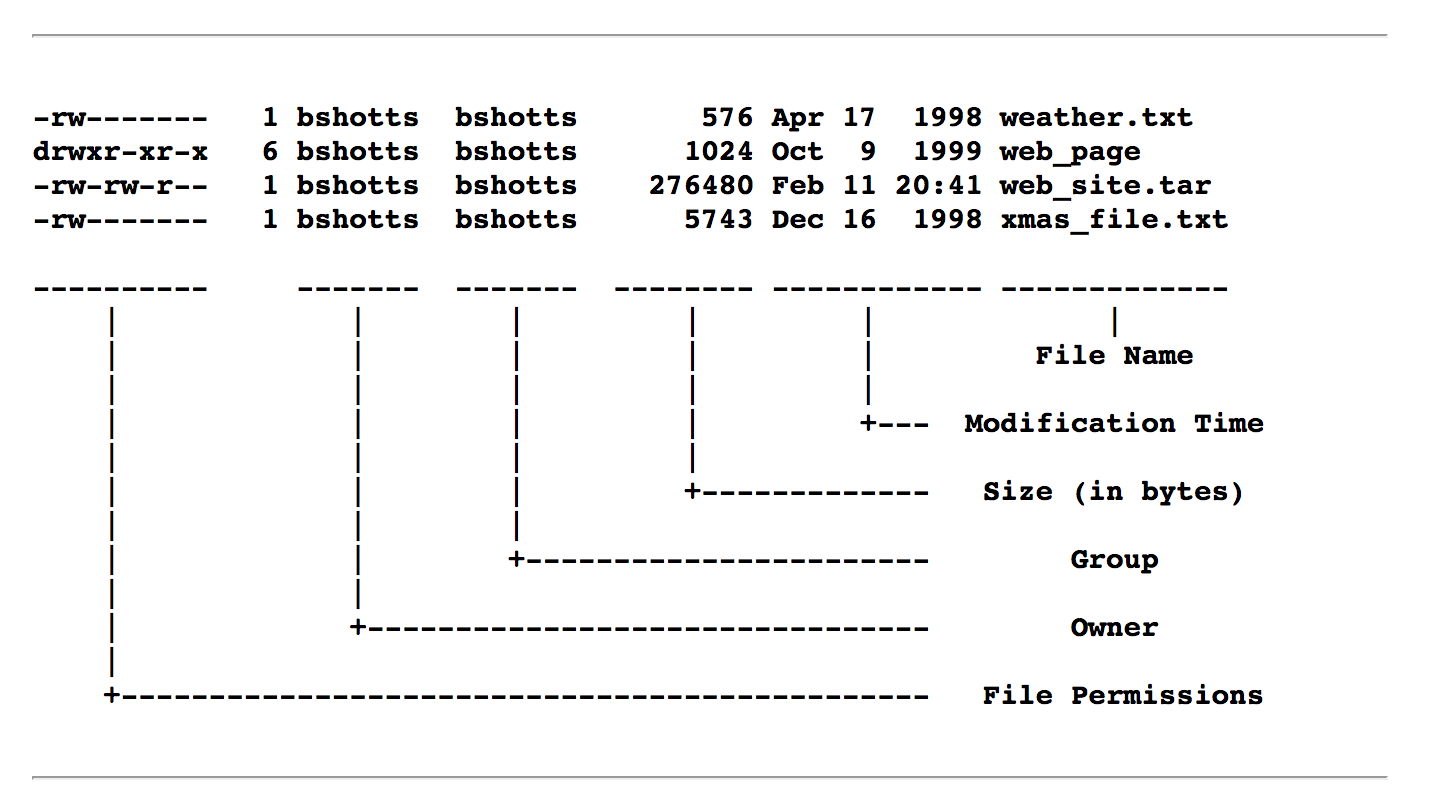 -rw-------   1 bshotts  bshotts       576 Apr 17  1998 weather.txt
drwxr-xr-x   6 bshotts  bshotts      1024 Oct  9  1999 web_page
-rw-rw-r--   1 bshotts  bshotts    276480 Feb 11 20:41 web_site.tar
-rw-------   1 bshotts  bshotts      5743 Dec 16  1998 xmas_file.txt
----------     -------  -------  -------- ------------ -------------
    |             |        |         |         |             |
    |             |        |         |         |         File Name
    |             |        |         |         |
    |             |        |         |         +---  Modification Time
    |             |        |         |
    |             |        |         +-------------   Size (in bytes)
    |             |        |
    |             |        +-----------------------        Group
    |             |
    |             +--------------------------------        Owner
    |
    +----------------------------------------------   File Permissions